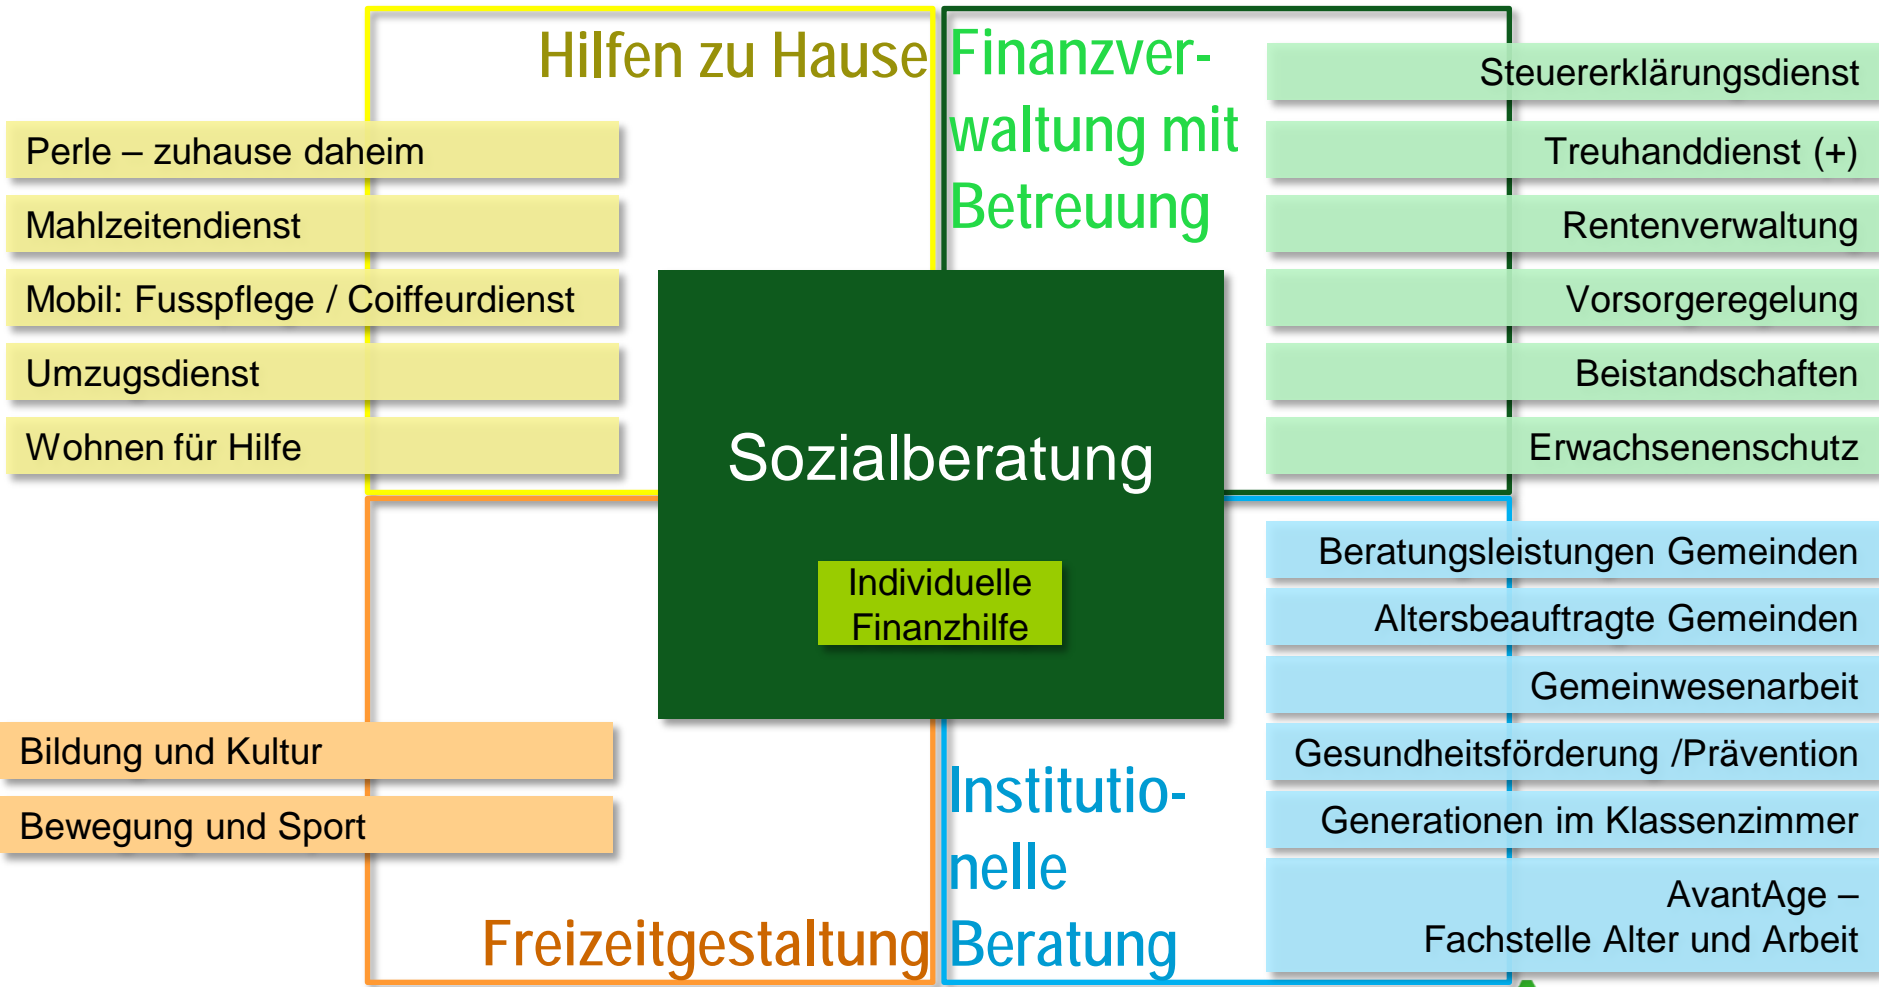 Hilfen zu Hause
Perle – zuhause daheim
Mahlzeitendienst
Mobil: Fusspflege / Coiffeurdienst
Umzugsdienst
Wohnen für Hilfe
Finanzver-
waltung mit
Betreuung
Steuererklärungsdienst
Treuhanddienst (+)
Rentenverwaltung
Vorsorgeregelung
Beistandschaften
Erwachsenenschutz
Sozialberatung
Individuelle
Finanzhilfe
Bildung und Kultur
Bewegung und Sport
Freizeitgestaltung
Institutio-
nelle
Beratung
Beratungsleistungen Gemeinden
Altersbeauftragte Gemeinden
Gemeinwesenarbeit
Gesundheitsförderung /Prävention
Generationen im Klassenzimmer
AvantAge –
Fachstelle Alter und Arbeit